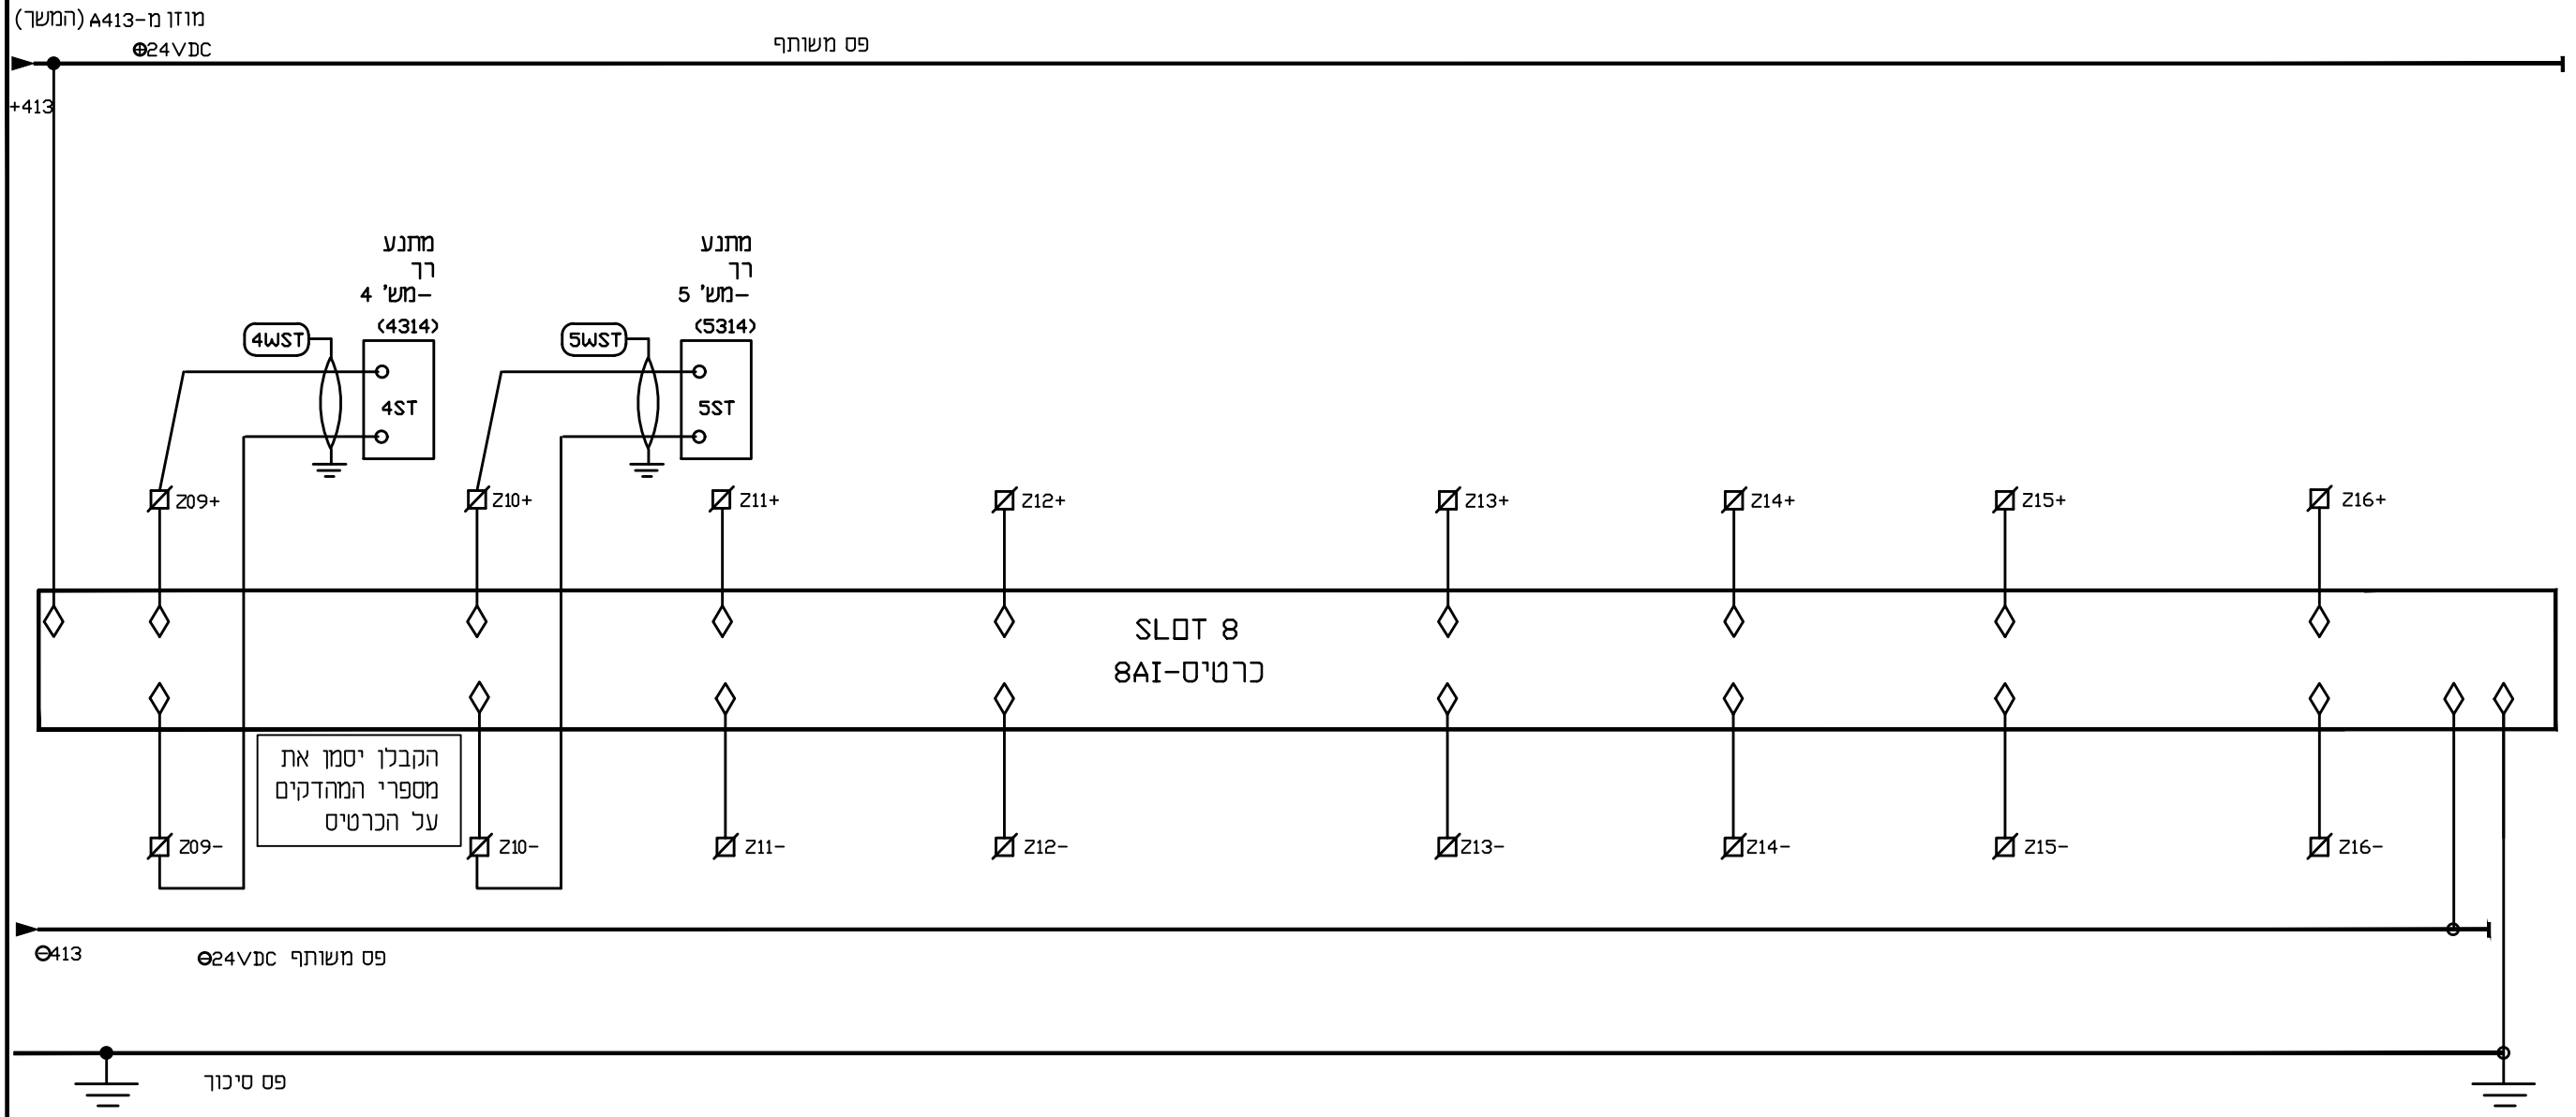 מוזן מ-A413 (המשך)
⊕24VDC
פס משותף
+413
מתנע
רך
-מש' 4
(4314)
4WST
4ST
מתנע
רך
-מש' 5
(5314)
5WST
5ST
Z09+
Z10+
Z11+
Z12+
Z13+
Z14+
Z15+
Z16+
SLOT 8
כרטיס-8AI
הקבלן יסמן את
מספרי המהדקים
על הכרטיס
Z09-
Z10-
Z11-
Z12-
Z13-
Z14-
Z15-
Z16-
⊖413
⊖24VDC פס משותף
פס סיכוך